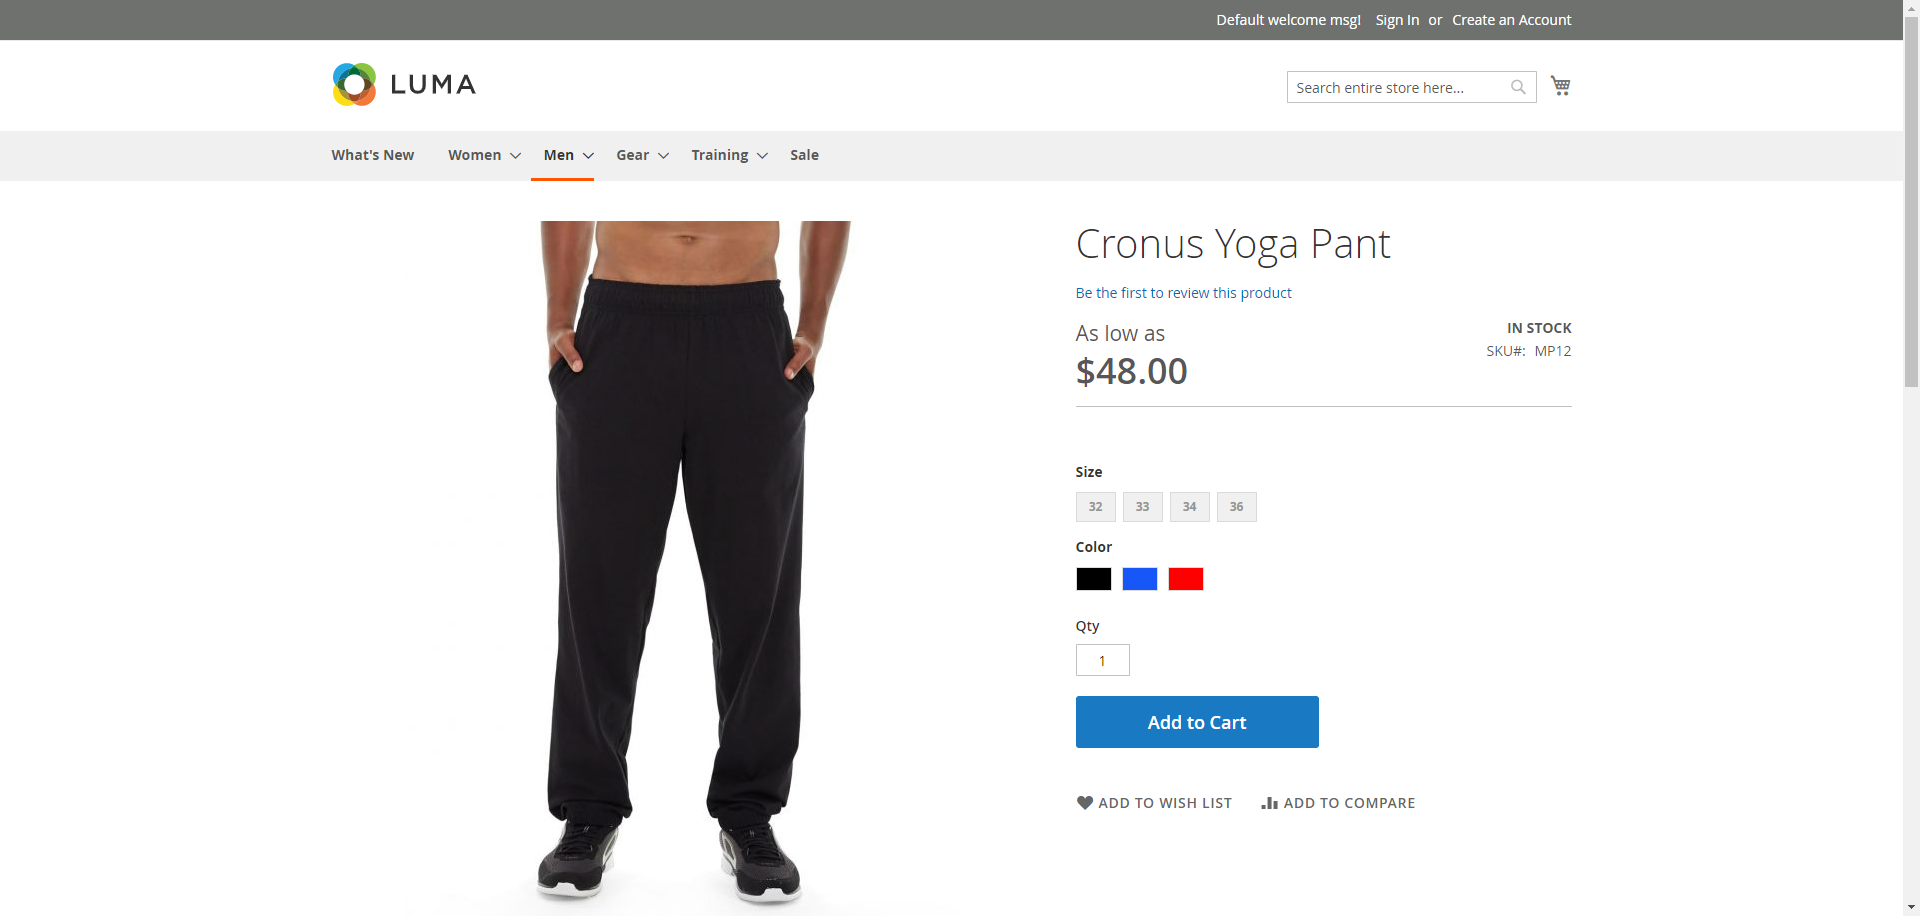 Default welcome msg! Sign In or Create an Account
LUMA
Search entire store here...
What's New Women Men Gear Training Sale
Cronus Yoga Pant
Be the first to review this product
As low as
$48.00
IN STOCK
SKU#: MP12
Size
32 33 34 36
Color
Qty
1
Add to Cart
ADD TO WISH LIST ADD TO COMPARE